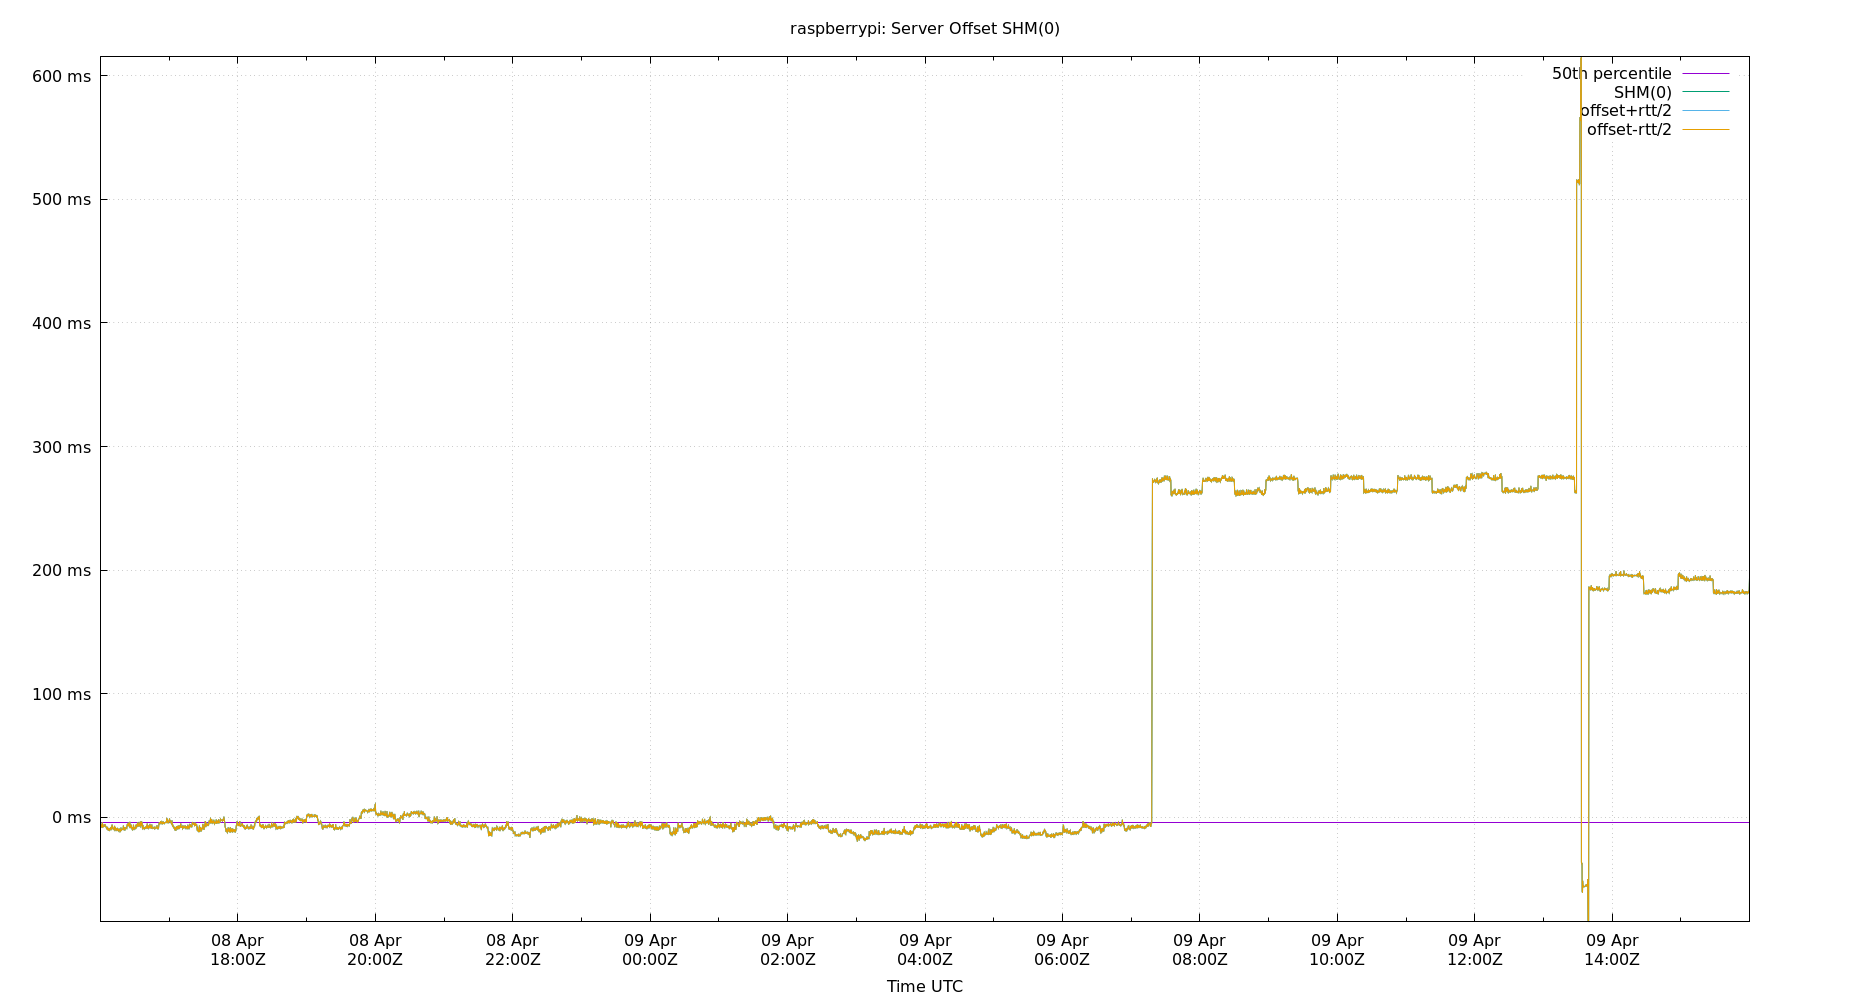 raspberrypi: Server Offset SHM(0)
600 ms
500 ms
400 ms
300 ms
200 ms
100 ms
0 ms
50th percentile
SHM(0)
offset+rtt/2
offset-rtt/2
08 Apr 08 Apr 08 Apr 09 Apr 09 Apr 09 Apr 09 Apr 09 Apr 09 Apr 09 Apr 09 Apr
18:00Z 20:00Z 22:00Z 00:00Z 02:00Z 04:00Z 06:00Z 08:00Z 10:00Z 12:00Z 14:00Z
Time UTC